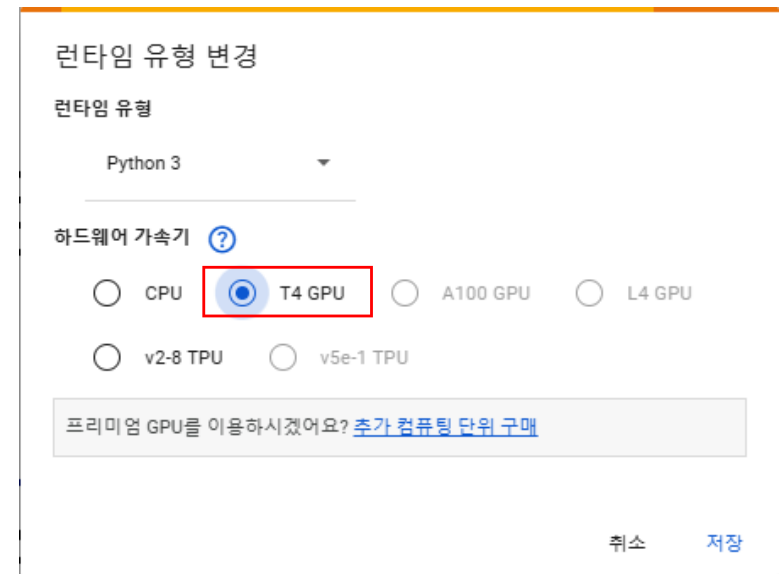 런타임 유형 변경
런타임 유형
Python 3
하드웨어 가속기 ?
CPU T4 GPU A100 GPU L4 GPU
v2-8 TPU v5e-1 TPU
프리미엄 GPU를 이용하시겠어요? 추가 컴퓨팅 단위 구매
취소 저장